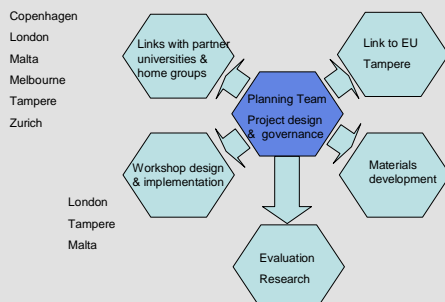 Copenhagen
London
Malta
Melbourne
Tampere
Zurich
Links with partner
universities &
home groups
Link to EU
Tampere
Planning Team
Project design
& governance
Workshop design
& implementation
Materials
development
London
Tampere
Malta
Evaluation
Research